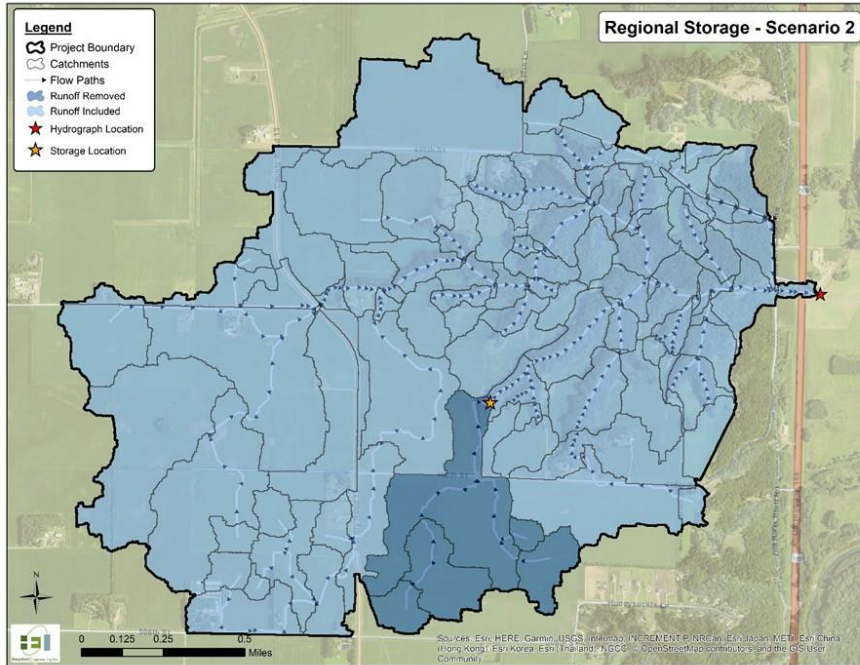 Regional Storage - Scenario 2
Legend
Project Boundary
Catchments
Flow Paths
Runoff Removed
Runoff Included
Hydrograph Location
Storage Location
N
0 0.125 0.25 0.5
Miles
Sources: Esri, HERE, Garmin, USGS, Intermap, INCREMENT P, NRCan, Esri Japan, METI, Esri China
(Hong Kong), Esri Korea, Esri (Thailand), NGCC, © OpenStreetMap contributors, and the GIS User
Community